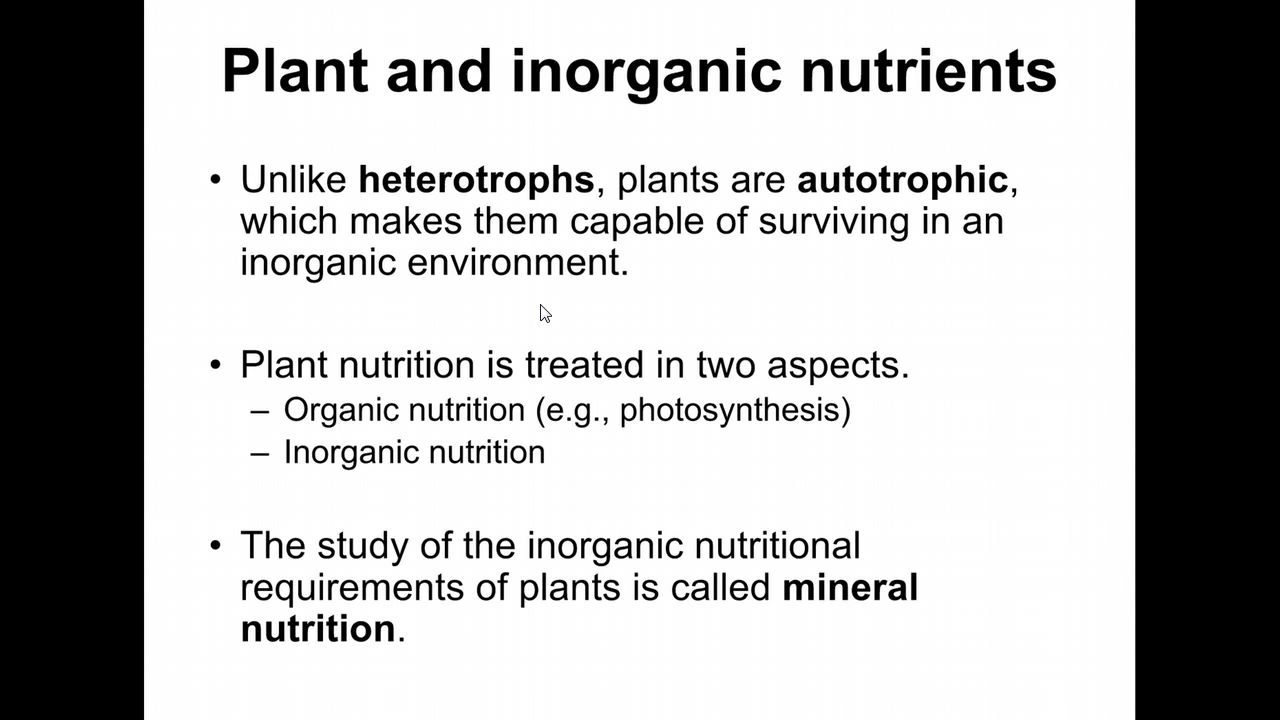 Plant and inorganic nutrients
• Unlike heterotrophs, plants are autotrophic,
which makes them capable of surviving in an
inorganic environment.
• Plant nutrition is treated in two aspects.
– Organic nutrition (e.g., photosynthesis)
– Inorganic nutrition
• The study of the inorganic nutritional
requirements of plants is called mineral
nutrition.